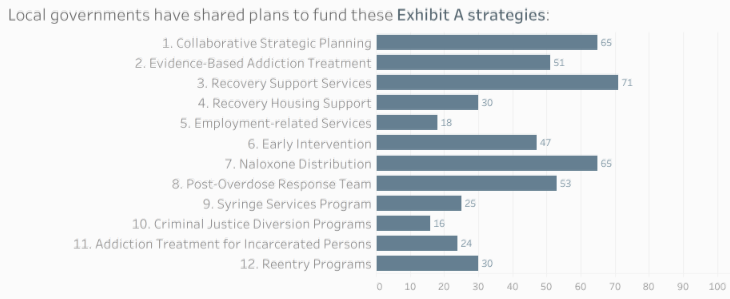 Local governments have shared plans to fund these Exhibit A strategies:
1. Collaborative Strategic Planning 65
2. Evidence-Based Addiction Treatment 51
3. Recovery Support Services 71
4. Recovery Housing Support 30
5. Employment-related Services 18
6. Early Intervention 47
7. Naloxone Distribution 65
8. Post-Overdose Response Team 53
9. Syringe Services Program 25
10. Criminal Justice Diversion Programs 16
11. Addiction Treatment for Incarcerated Persons 24
12. Reentry Programs 30
0 10 20 30 40 50 60 70 80 90 100